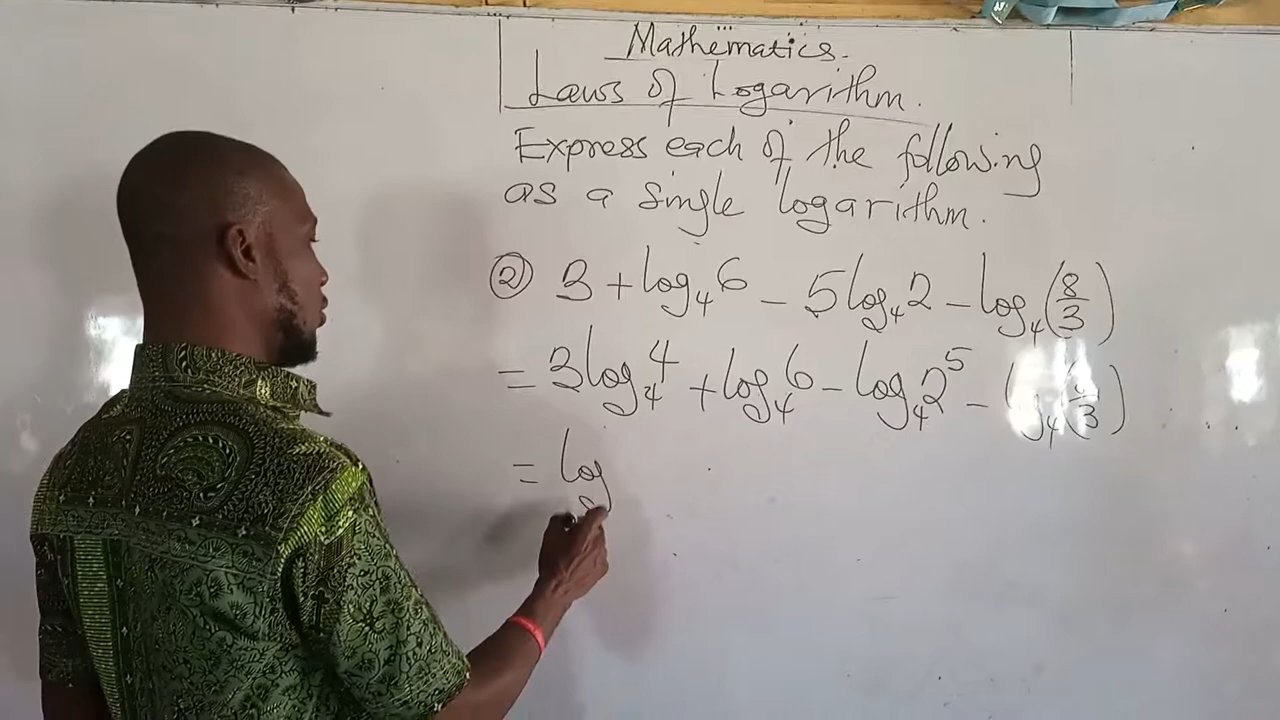 Mathematics.
Laws of Logarithm.
Express each of the following
as a single logarithm.
② 3 + log₄6 - 5log₄2 - log₄(8/3)
= 3log₄4 + log₄6 - log₄2⁵ - log₄( /3)
= log